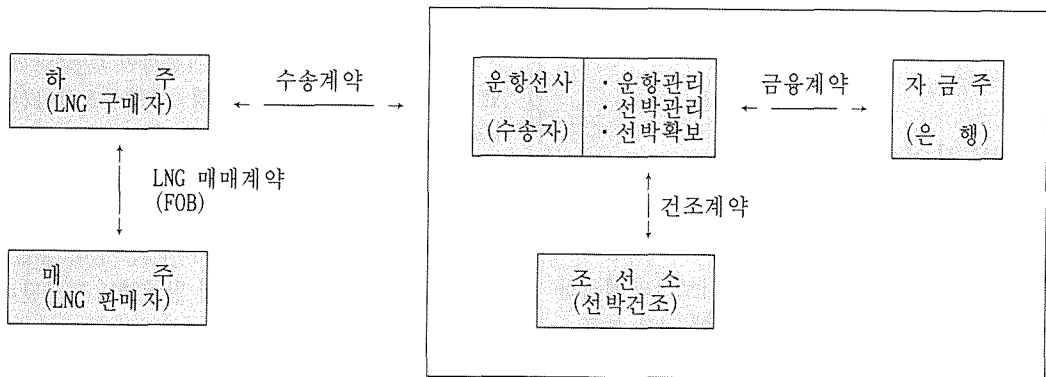 하 주
(LNG 구매자)
수송계약
운항선사
(수송자)
· 운항관리
· 선박관리
· 선박확보
금융계약
자 금 주
(은 행)
LNG 매매계약
(FOB)
건조계약
매 주
(LNG 판매자)
조 선 소
(선박건조)